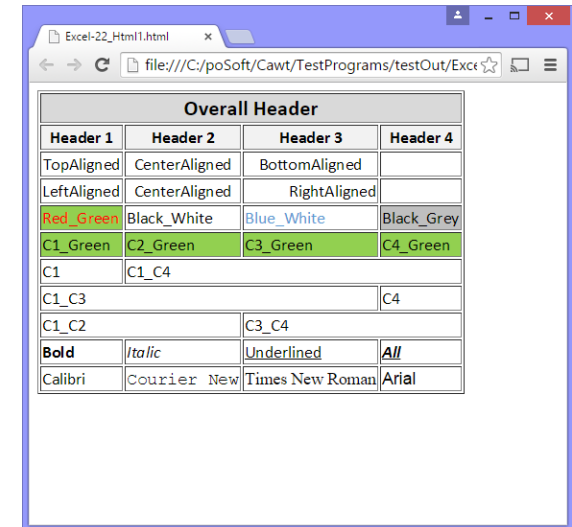 Excel-22_Html1.html
file:///C:/poSoft/Cawt/TestPrograms/testOut/Exce
Overall Header
Header 1 Header 2 Header 3 Header 4
TopAligned CenterAligned BottomAligned
LeftAligned CenterAligned RightAligned
Red_Green Black_White Blue_White Black_Grey
C1_Green C2_Green C3_Green C4_Green
C1 C1_C4
C1_C3 C4
C1_C2 C3_C4
Bold Italic Underlined All
Calibri Courier New Times New Roman Arial